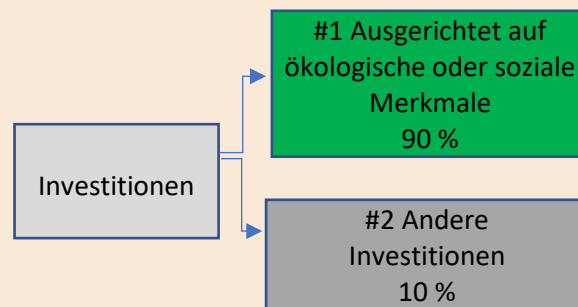 #1 Ausgerichtet auf
ökologische oder soziale
Merkmale
90 %
Investitionen
#2 Andere
Investitionen
10 %